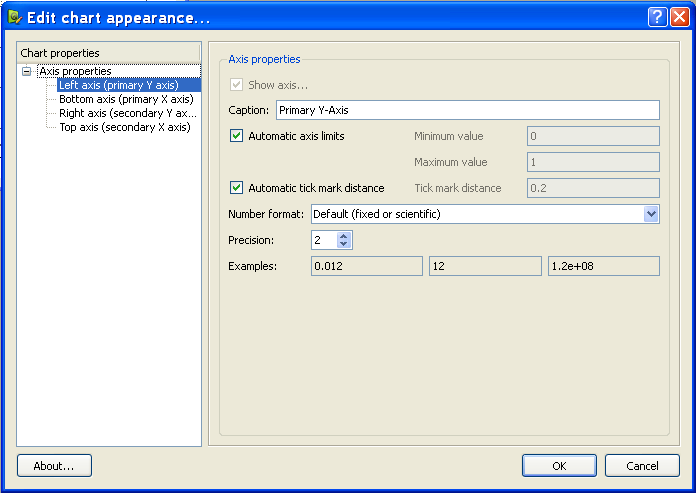 Edit chart appearance...
Chart properties
Axis properties
Left axis (primary Y axis)
Bottom axis (primary X axis)
Right axis (secondary Y ax...
Top axis (secondary X axis)
Axis properties
Show axis...
Caption: Primary Y-Axis
Automatic axis limits Minimum value 0
Maximum value 1
Automatic tick mark distance Tick mark distance 0.2
Number format: Default (fixed or scientific)
Precision: 2
Examples: 0.012 12 1.2e+08
About... OK Cancel